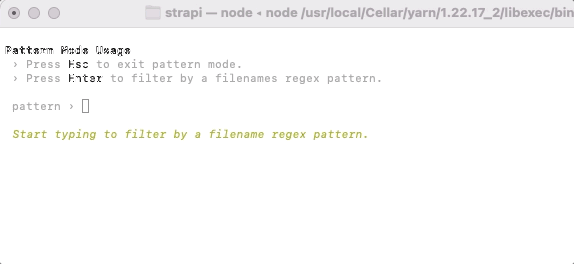 strapi — node ◂ node /usr/local/Cellar/yarn/1.22.17_2/libexec/bin
Pattern Mode Usage
› Press Esc to exit pattern mode.
› Press Enter to filter by a filenames regex pattern.
pattern ›
Start typing to filter by a filename regex pattern.